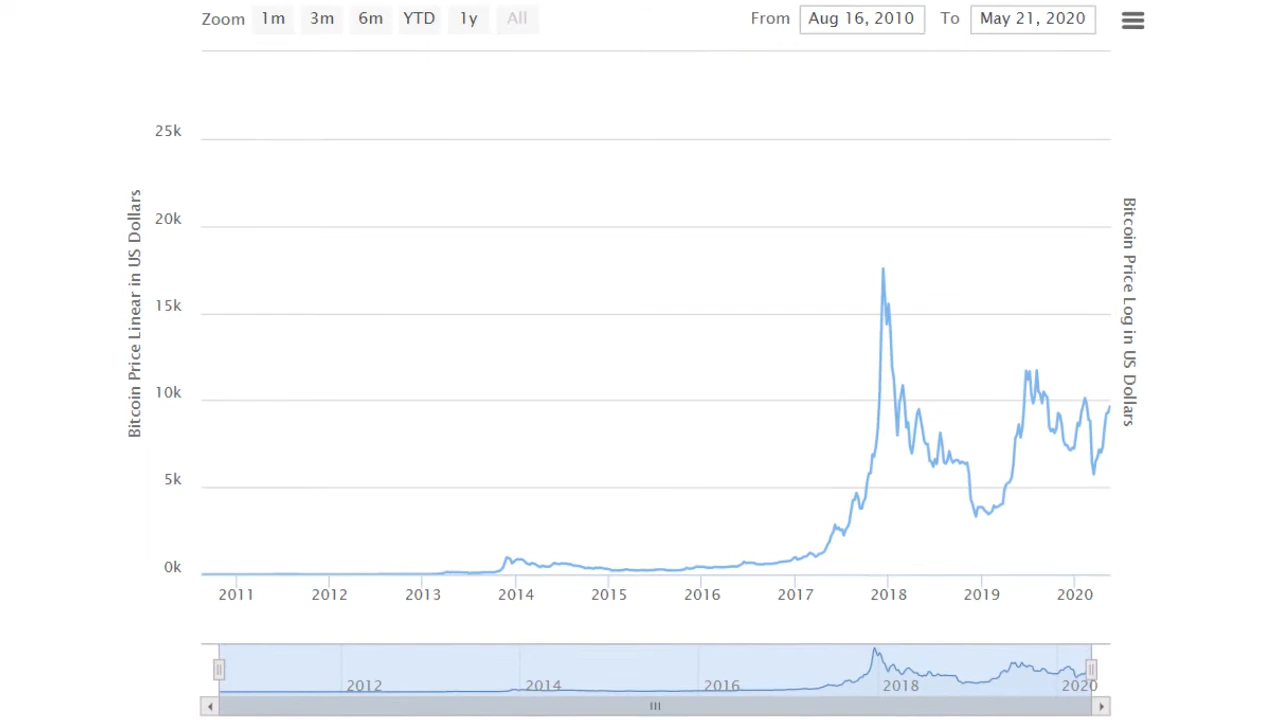 Zoom 1m 3m 6m YTD 1y All From Aug 16, 2010 To May 21, 2020
25k
20k
15k
10k
5k
0k
Bitcoin Price Linear in US Dollars
Bitcoin Price Log in US Dollars
2011 2012 2013 2014 2015 2016 2017 2018 2019 2020
2012 2014 2016 2018 2020